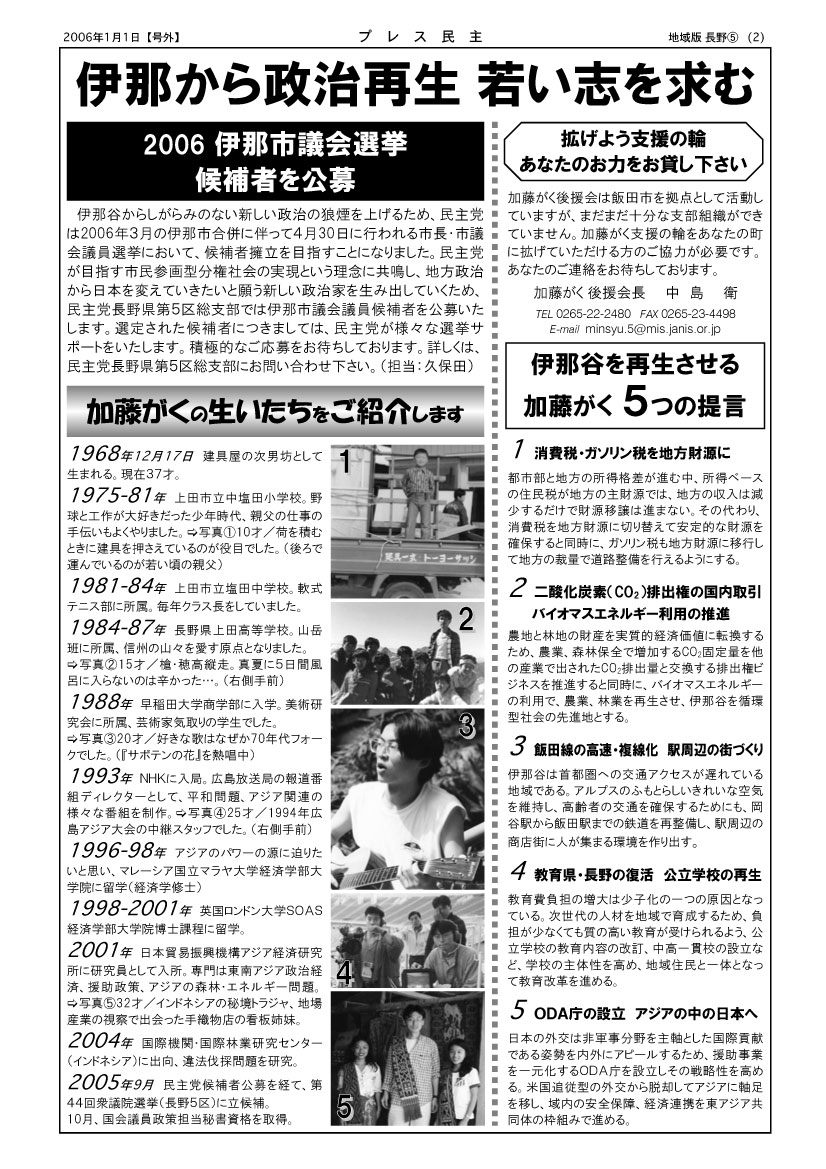 2006年1月1日【号外】
プレス民主
地域版 長野⑤ (2)
伊那から政治再生 若い志を求む
2006 伊那市議会選挙
候補者を公募
伊那谷からしがらみのない新しい政治の狼煙を上げるため、民主党
は2006年3月の伊那市合併に伴って4月30日に行われる市長・市議
会議員選挙において、候補者擁立を目指すことになりました。民主党
が目指す市民参画型分権社会の実現という理念に共鳴し、地方政治
から日本を変えていきたいと願う新しい政治家を生み出していくため、
民主党長野県第5区総支部では伊那市議会議員候補者を公募いた
します。選定された候補者につきましては、民主党が様々な選挙サ
ポートをいたします。積極的なご応募をお待ちしております。詳しくは、
民主党長野県第5区総支部にお問い合わせ下さい。(担当:久保田)
加藤がくの生いたちをご紹介します
1968年12月17日 建具屋の次男坊として
生まれる。現在37才。
1975-81年 上田市立中塩田小学校。野
球と工作が大好きだった少年時代、親父の仕事の
手伝いもよくやりました。⇨写真①10才/荷を積む
ときに建具を押さえているのが役目でした。(後ろで
運んでいるのが若い頃の親父)
1981-84年 上田市立塩田中学校。軟式
テニス部に所属。毎年クラス長をしていました。
1984-87年 長野県上田高等学校。山岳
班に所属、信州の山々を愛す原点となりました。
⇨写真②15才/槍・穂高縦走。真夏に5日間風
呂に入らないのは辛かった…。(右側手前)
1988年 早稲田大学商学部に入学。美術研
究会に所属、芸術家気取りの学生でした。
⇨写真③20才/好きな歌はなぜか70年代フォー
クでした。(『サボテンの花』を熱唱中)
1993年 NHKに入局。広島放送局の報道番
組ディレクターとして、平和問題、アジア関連の
様々な番組を制作。⇨写真④25才/1994年広
島アジア大会の中継スタッフでした。(右側手前)
1996-98年 アジアのパワーの源に迫りた
いと思い、マレーシア国立マラヤ大学経済学部大
学院に留学(経済学修士)
1998-2001年 英国ロンドン大学SOAS
経済学部大学院博士課程に留学。
2001年 日本貿易振興機構アジア経済研究
所に研究員として入所。専門は東南アジア政治経
済、援助政策、アジアの森林・エネルギー問題。
⇨写真⑤32才/インドネシアの秘境トラジャ、地場
産業の視察で出会った手織物店の看板姉妹。
2004年 国際機関・国際林業研究センター
(インドネシア)に出向、違法伐採問題を研究。
2005年9月 民主党候補者公募を経て、第
44回衆議院選挙(長野5区)に立候補。
10月、国会議員政策担当秘書資格を取得。
1
建具一式 トーヨーサッシ
2
3
4
5
拡げよう支援の輪
あなたのお力をお貸し下さい
加藤がく後援会は飯田市を拠点として活動し
ていますが、まだまだ十分な支部組織ができ
ていません。加藤がく支援の輪をあなたの町
に拡げていただける方のご協力が必要です。
あなたのご連絡をお待ちしております。
加藤がく後援会長 中島 衛
TEL 0265-22-2480 FAX 0265-23-4498
E-mail minsyu.5@mis.janis.or.jp
伊那谷を再生させる
加藤がく 5つの提言
1 消費税・ガソリン税を地方財源に
都市部と地方の所得格差が進む中、所得ベース
の住民税が地方の主財源では、地方の収入は減
少するだけで財源移譲は進まない。その代わり、
消費税を地方財源に切り替えて安定的な財源を
確保すると同時に、ガソリン税も地方財源に移行し
て地方の裁量で道路整備を行えるようにする。
2 二酸化炭素(CO₂)排出権の国内取引
バイオマスエネルギー利用の推進
農地と林地の財産を実質的経済価値に転換する
ため、農業、森林保全で増加するCO₂固定量を他
の産業で出されたCO₂排出量と交換する排出権ビ
ジネスを推進すると同時に、バイオマスエネルギー
の利用で、農業、林業を再生させ、伊那谷を循環
型社会の先進地とする。
3 飯田線の高速・複線化 駅周辺の街づくり
伊那谷は首都圏への交通アクセスが遅れている
地域である。アルプスのふもとらしいきれいな空気
を維持し、高齢者の交通を確保するためにも、岡
谷駅から飯田駅までの鉄道を再整備し、駅周辺の
商店街に人が集まる環境を作り出す。
4 教育県・長野の復活 公立学校の再生
教育費負担の増大は少子化の一つの原因となっ
ている。次世代の人材を地域で育成するため、負
担が少なくても質の高い教育が受けられるよう、公
立学校の教育内容の改訂、中高一貫校の設立な
ど、学校の主体性を高め、地域住民と一体となっ
て教育改革を進める。
5 ODA庁の設立 アジアの中の日本へ
日本の外交は非軍事分野を主軸とした国際貢献
である姿勢を内外にアピールするため、援助事業
を一元化するODA庁を設立しその戦略性を高め
る。米国追従型の外交から脱却してアジアに軸足
を移し、域内の安全保障、経済連携を東アジア共
同体の枠組みで進める。